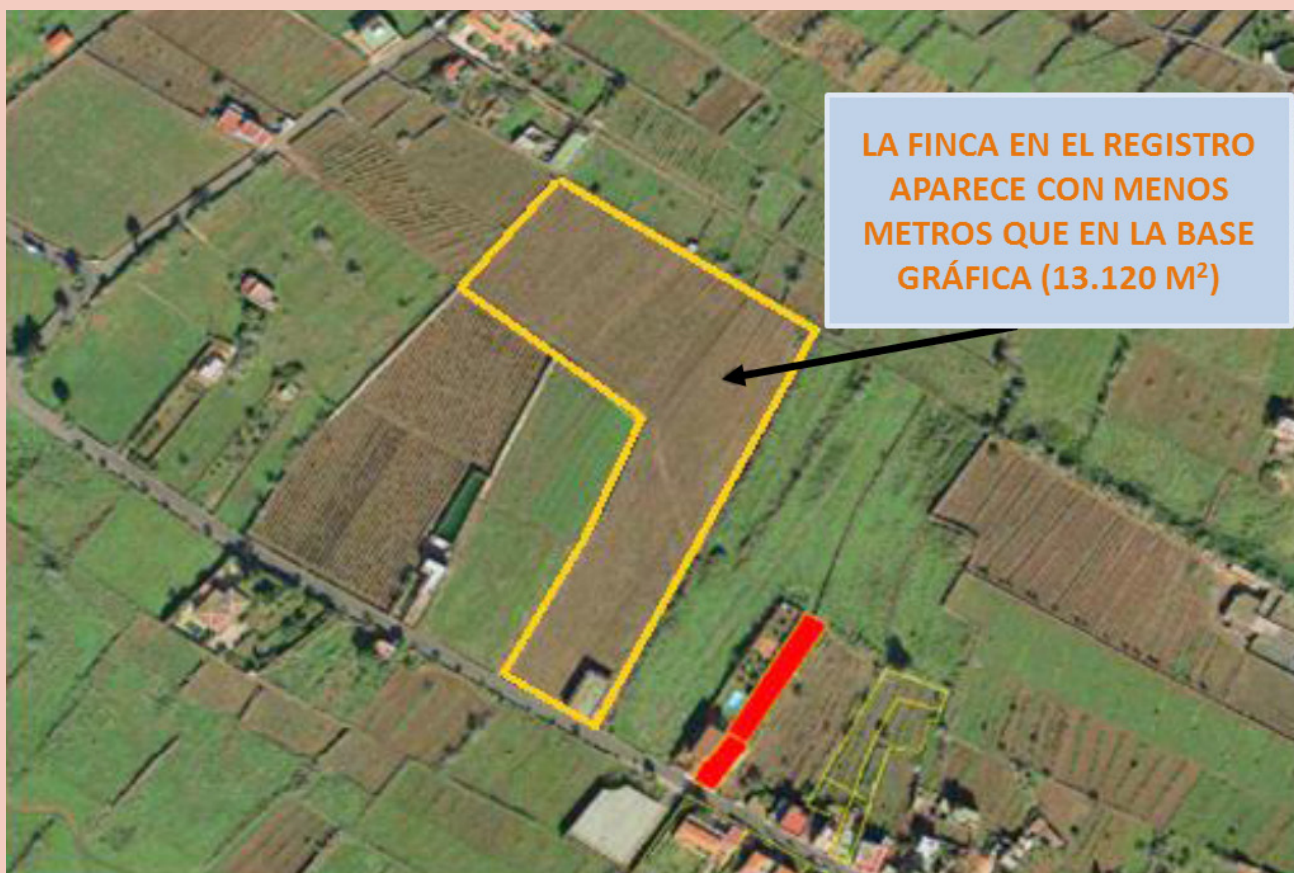 LA FINCA EN EL REGISTRO
APARECE CON MENOS
METROS QUE EN LA BASE
GRÁFICA (13.120 M²)